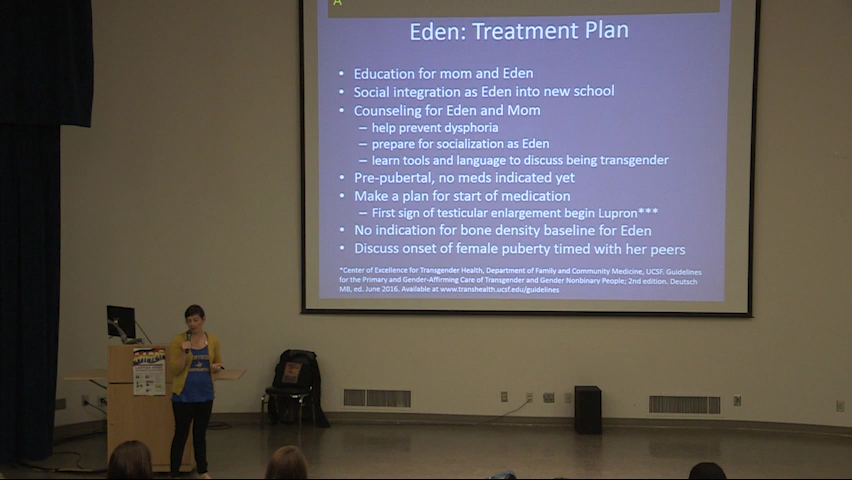 A
Eden: Treatment Plan
• Education for mom and Eden
• Social integration as Eden into new school
• Counseling for Eden and Mom
– help prevent dysphoria
– prepare for socialization as Eden
– learn tools and language to discuss being transgender
• Pre-pubertal, no meds indicated yet
• Make a plan for start of medication
– First sign of testicular enlargement begin Lupron***
• No indication for bone density baseline for Eden
• Discuss onset of female puberty timed with her peers
*Center of Excellence for Transgender Health, Department of Family and Community Medicine, UCSF. Guidelines
for the Primary and Gender-Affirming Care of Transgender and Gender Nonbinary People; 2nd edition. Deutsch
MB, ed. June 2016. Available at www.transhealth.ucsf.edu/guidelines